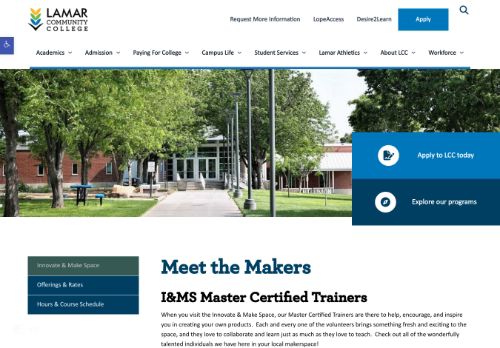 LAMAR
COMMUNITY
COLLEGE
Request More Information LopeAccess Desire2Learn Apply
Academics Admission Paying For College Campus Life Student Services Lamar Athletics About LCC Workforce
Apply to LCC today
Explore our programs
Innovate & Make Space
Offerings & Rates
Hours & Course Schedule
Meet the Makers
I&MS Master Certified Trainers
When you visit the Innovate & Make Space, our Master Certified Trainers are there to help, encourage, and inspire
you in creating your own products. Each and every one of the volunteers brings something fresh and exciting to the
space, and they love to collaborate and learn just as much as they love to teach. Check out all of the wonderfully
talented individuals we have here in your local makerspace!